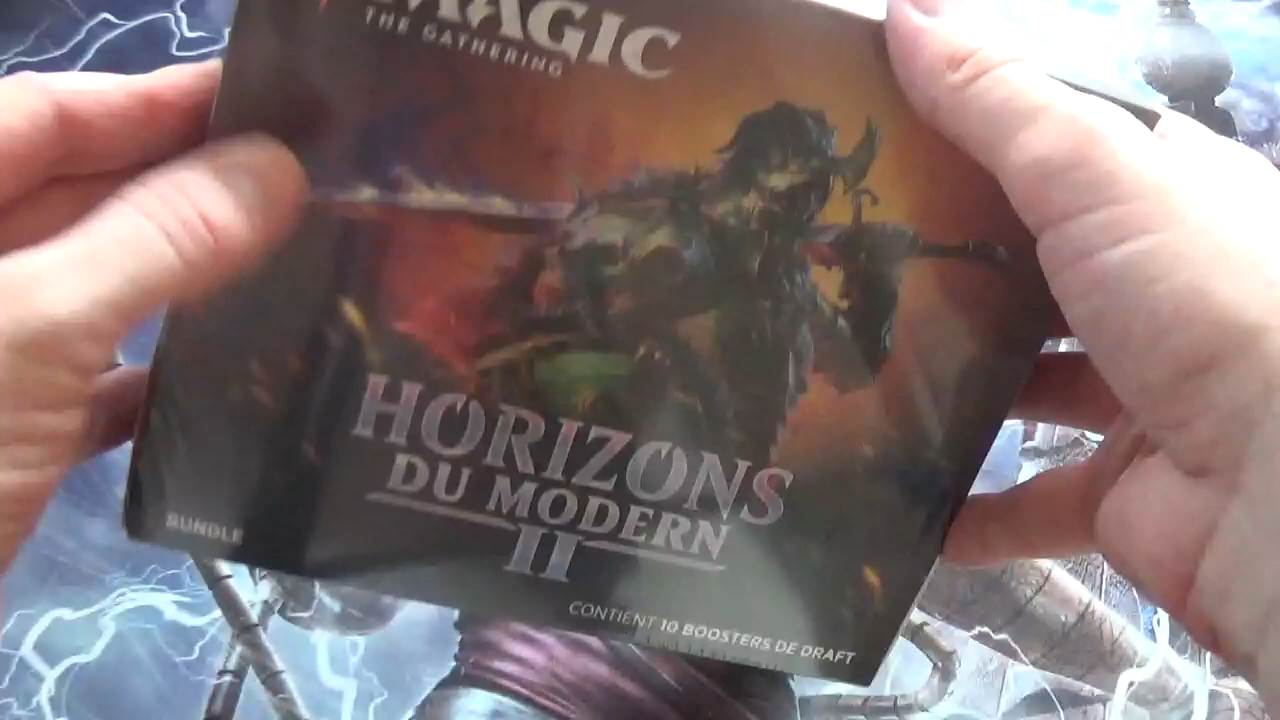 MAGIC
THE GATHERING
HORIZONS
DU MODERN
II
BUNDLE
CONTIENT 10 BOOSTERS DE DRAFT